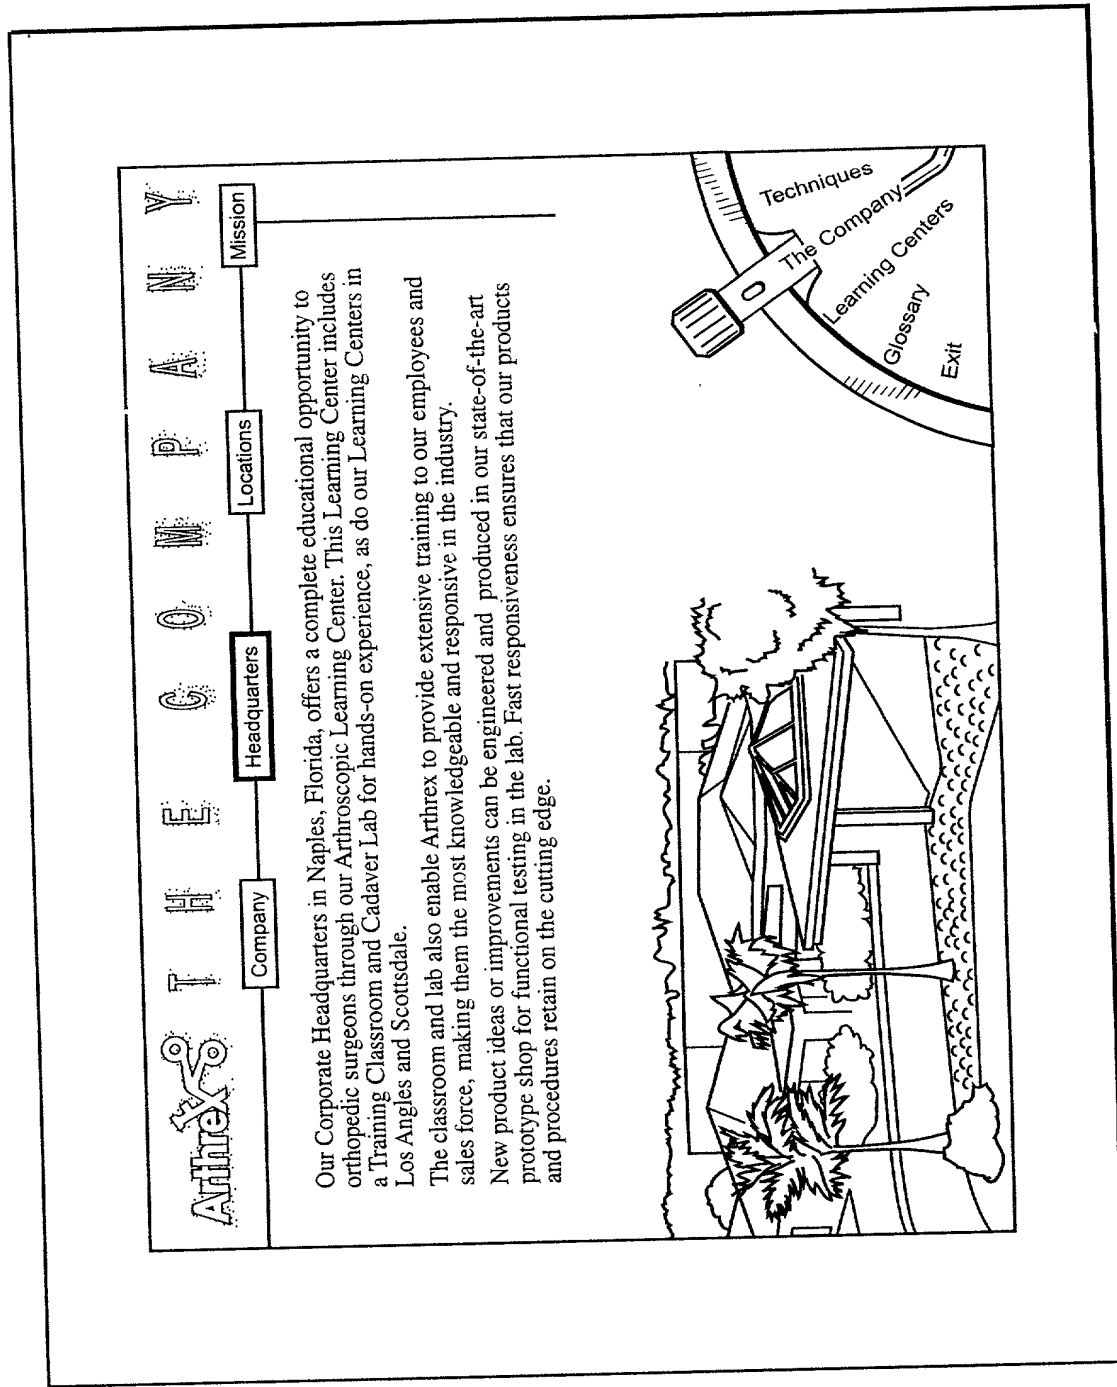 Arthrex THE COMPANY
Company Headquarters Locations Mission
Our Corporate Headquarters in Naples, Florida, offers a complete educational opportunity to
orthopedic surgeons through our Arthroscopic Learning Center. This Learning Center includes
a Training Classroom and Cadaver Lab for hands-on experience, as do our Learning Centers in
Los Angles and Scottsdale.
The classroom and lab also enable Arthrex to provide extensive training to our employees and
sales force, making them the most knowledgeable and responsive in the industry.
New product ideas or improvements can be engineered and produced in our state-of-the-art
prototype shop for functional testing in the lab. Fast responsiveness ensures that our products
and procedures retain on the cutting edge.
Techniques
The Company
Learning Centers
Glossary
Exit